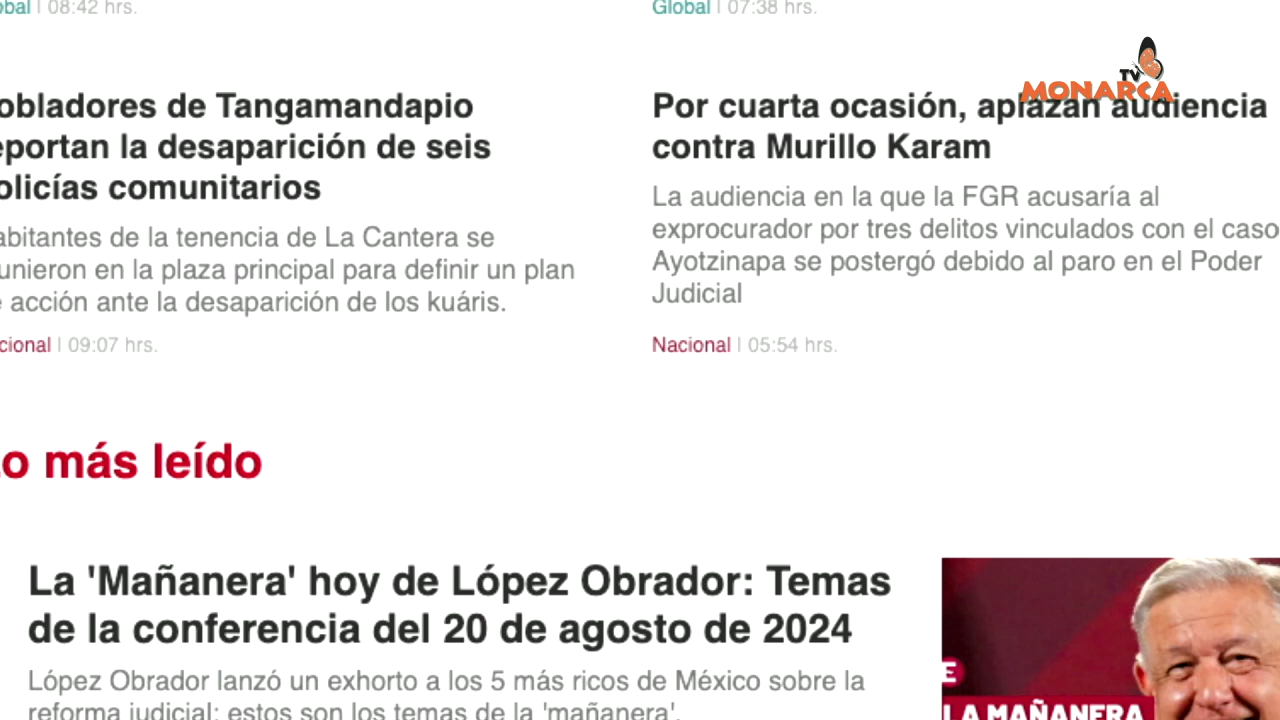 obal | 08:42 hrs.
Global | 07:38 hrs.
TV
MONARCA
obladores de Tangamandapio
eportan la desaparición de seis
olicías comunitarios
abitantes de la tenencia de La Cantera se
unieron en la plaza principal para definir un plan
e acción ante la desaparición de los kuáris.
cional | 09:07 hrs.
Por cuarta ocasión, aplazan audiencia
contra Murillo Karam
La audiencia en la que la FGR acusaría al
exprocurador por tres delitos vinculados con el caso
Ayotzinapa se postergó debido al paro en el Poder
Judicial
Nacional | 05:54 hrs.
o más leído
La 'Mañanera' hoy de López Obrador: Temas
de la conferencia del 20 de agosto de 2024
López Obrador lazó un exhorto a los 5 más ricos de México sobre la
reforma judicial; estos son los temas de la 'mañanera'.
E
LA MAÑANERA